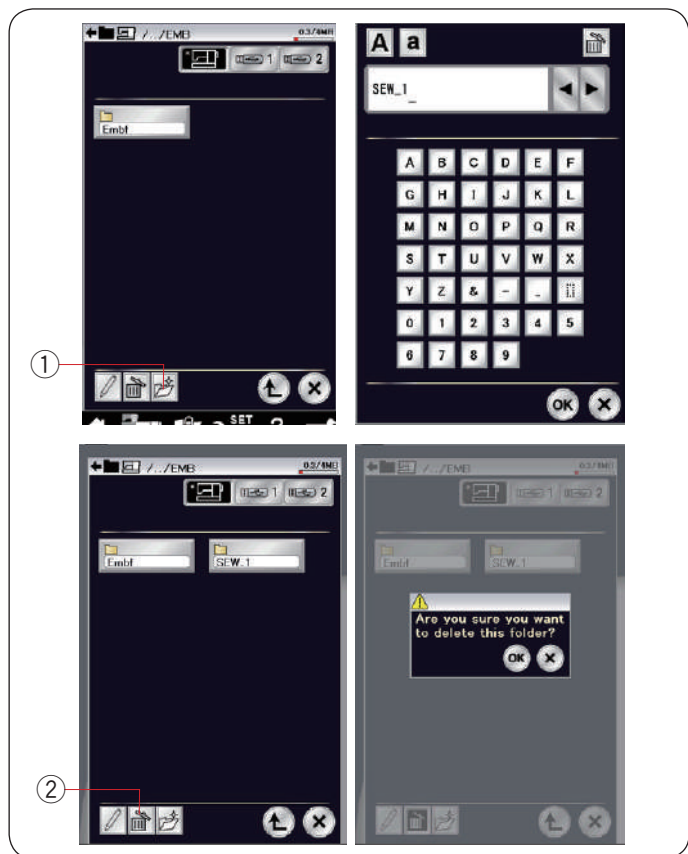 /../EMB 0.3/4MB
1 2
Embf
①
SET ?
A a
SEW_1_
A B C D E F
G H I J K L
M N O P Q R
S T U V W X
Y Z & - _
0 1 2 3 4 5
6 7 8 9
OK X
/../EMB 0.3/4MB
1 2
Embf SEW_1
②
/../EMB 0.3/4MB
1 2
Embf SEW_1
Are you sure you want
to delete this folder?
OK X